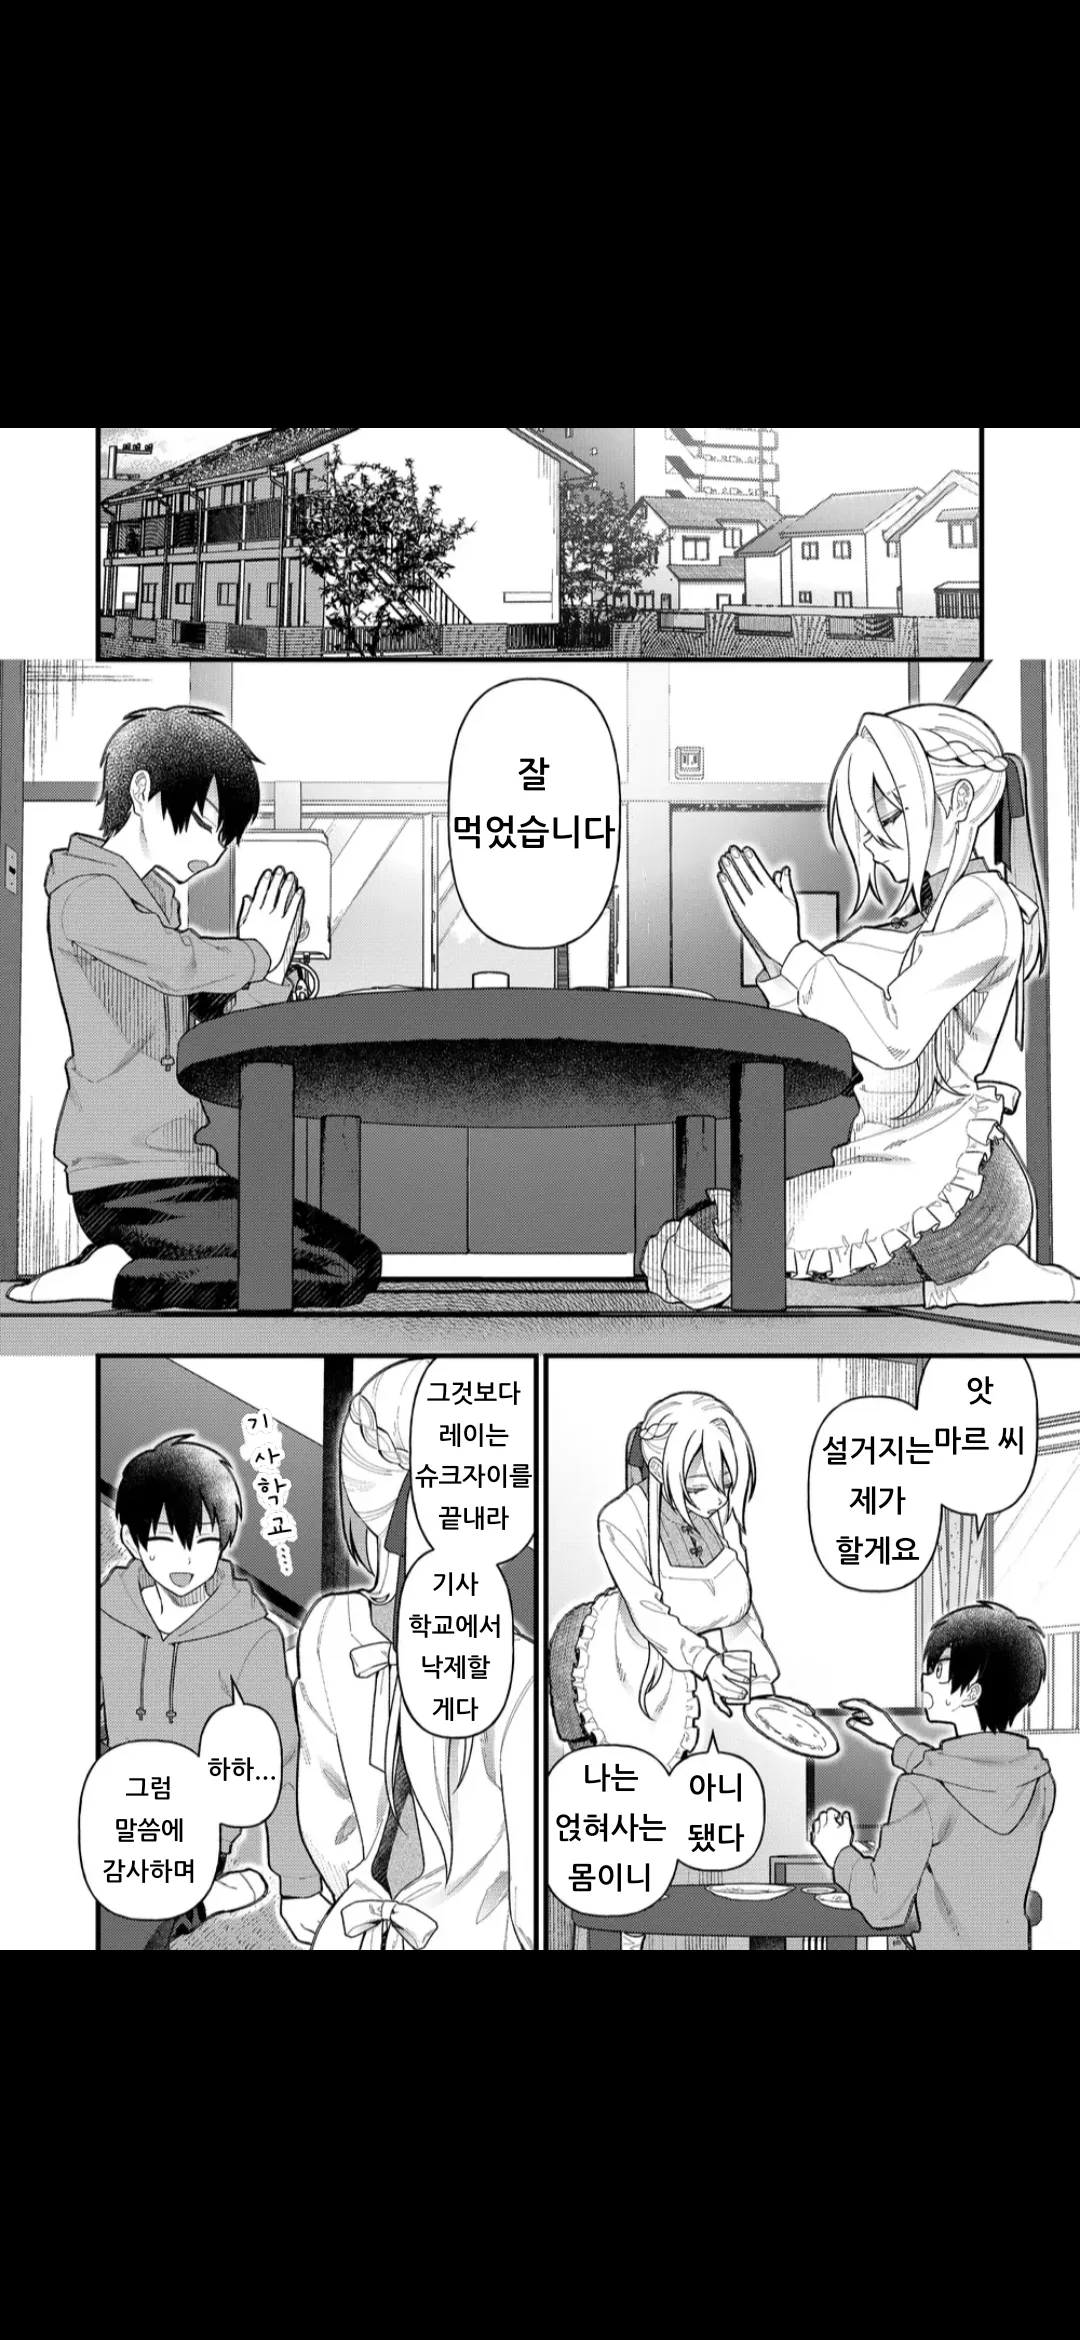 잘
먹었습니다
앗
마르 씨
설거지는
제가
할게요
아니
됐다
나는
얹혀사는
몸이니
그것보다
레이는
슈크자이를
끝내라
기사
학교에서
낙제할
게다
기사학교……
하하…
그럼
말씀에
감사하며